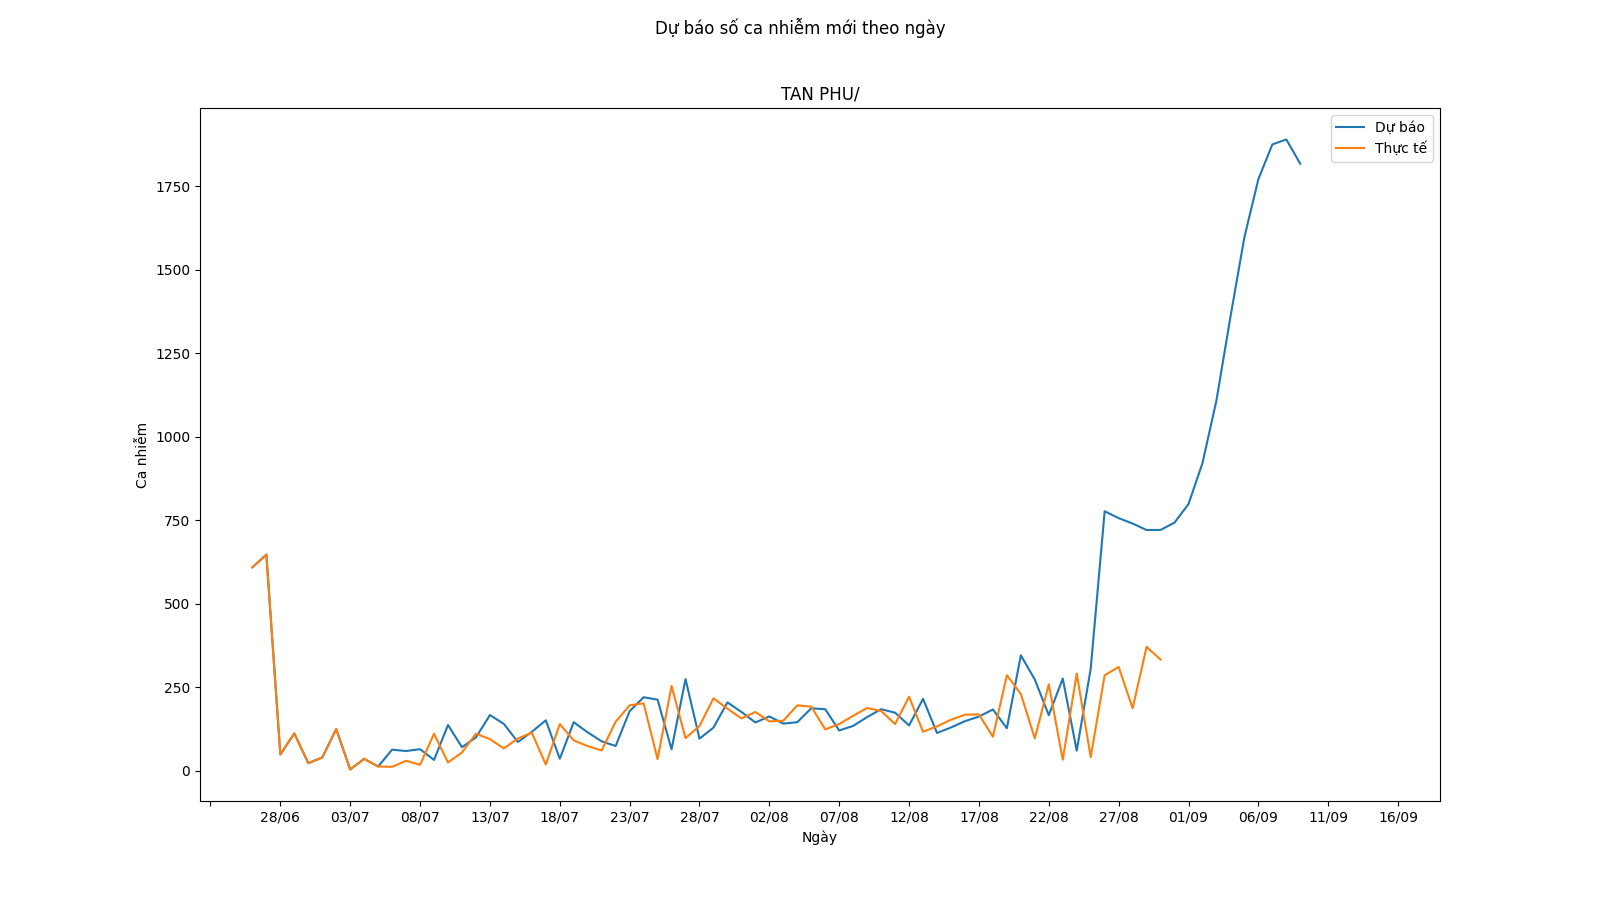 Dự báo số ca nhiễm mới theo ngày
TAN PHU/
Dự báo
Thực tế
1750
1500
1250
1000
750
500
250
0
Ca nhiễm
28/06 03/07 08/07 13/07 18/07 23/07 28/07 02/08 07/08 12/08 17/08 22/08 27/08 01/09 06/09 11/09 16/09
Ngày